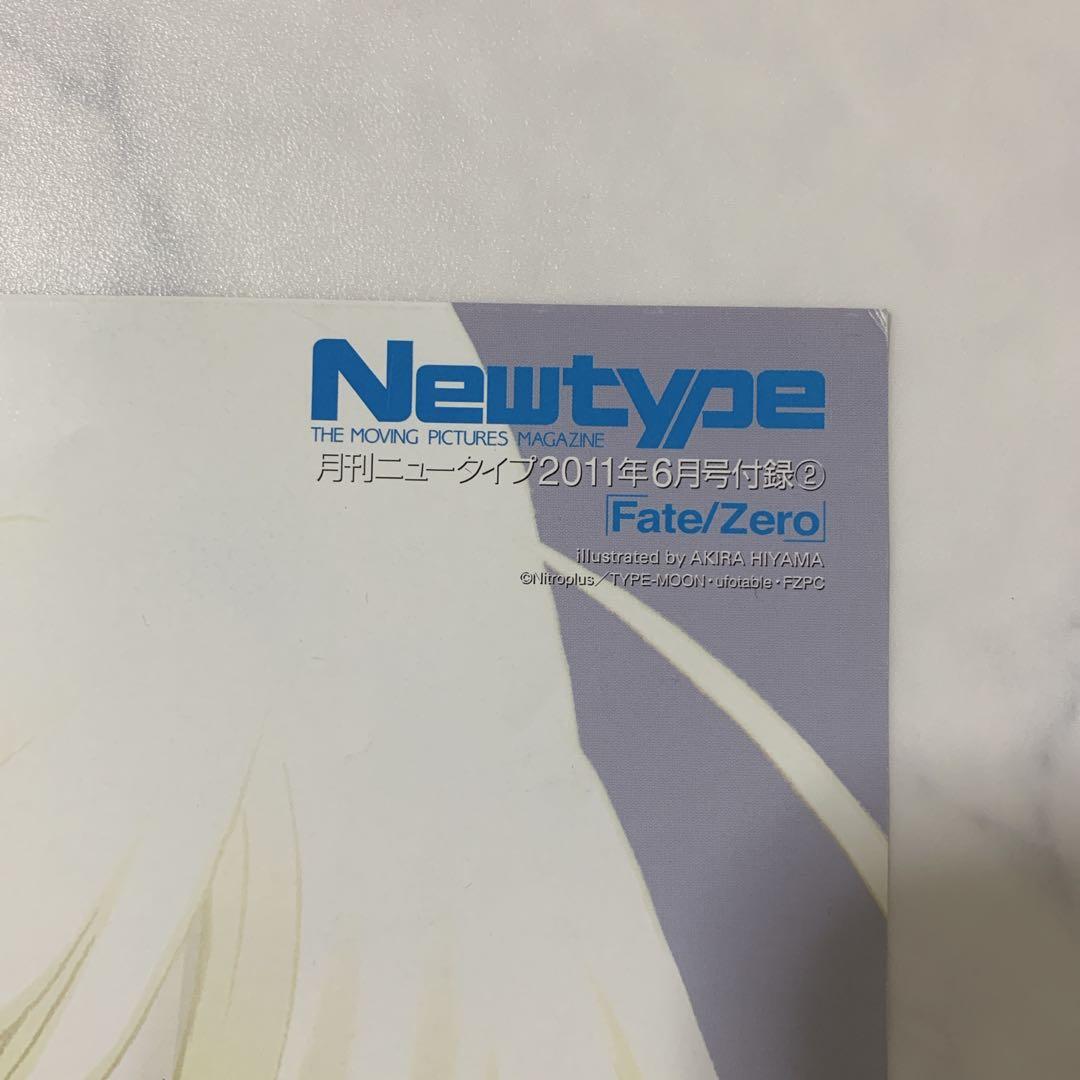 Newtype
THE MOVING PICTURES MAGAZINE
月刊ニュータイプ2011年6月号付録②
「Fate/Zero」
illustrated by AKIRA HIYAMA
©Nitroplus／TYPE-MOON・ufotable・FZPC